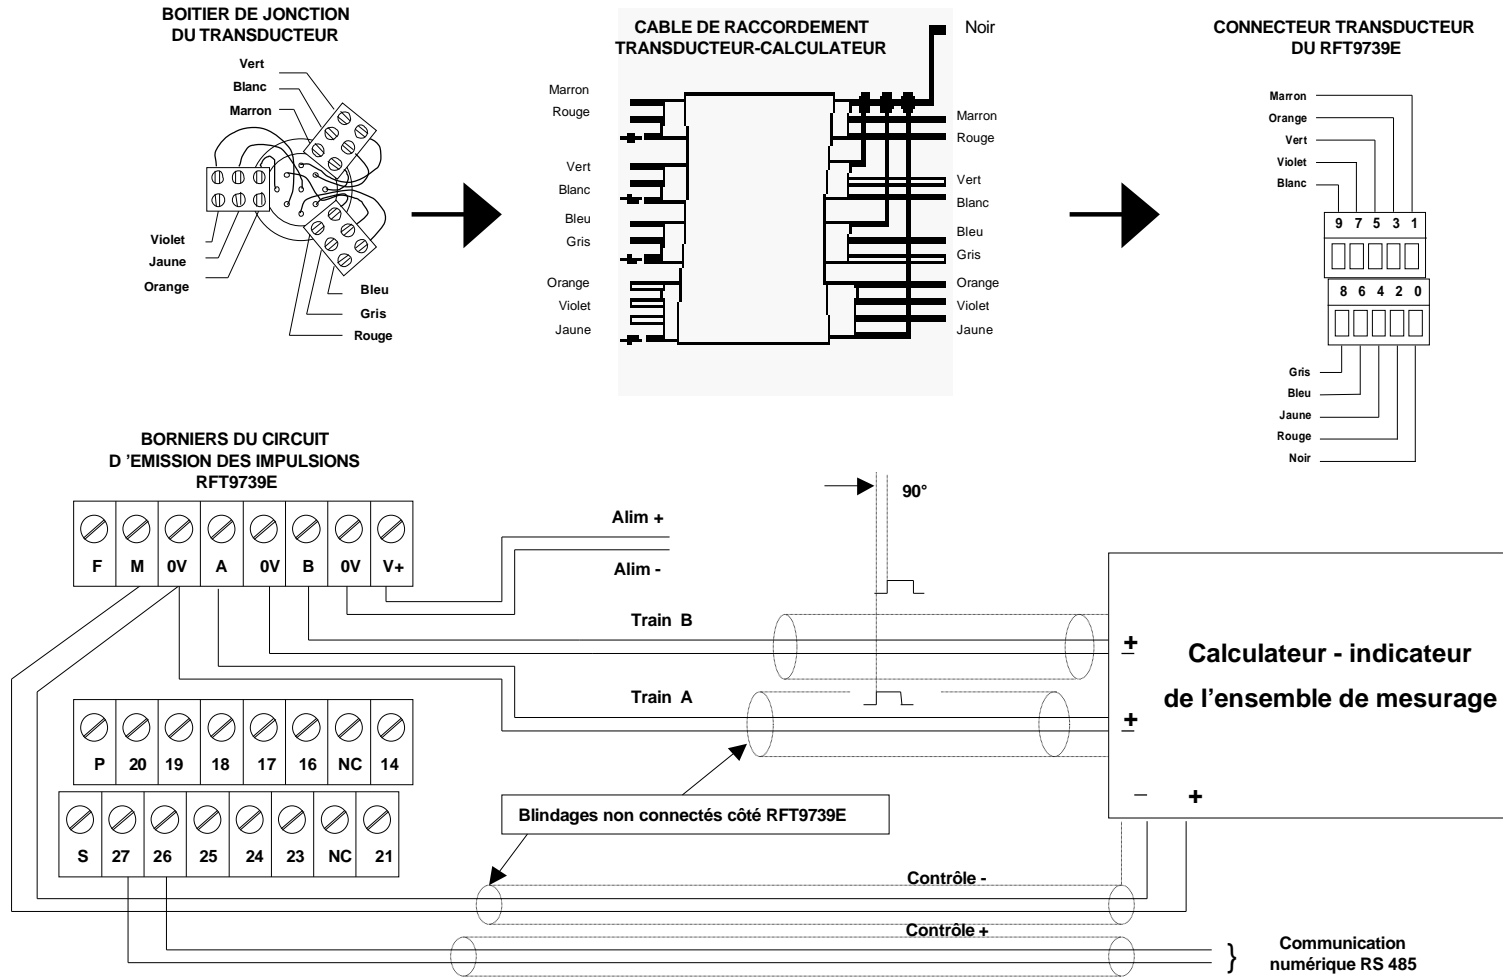 BOITIER DE JONCTION
DU TRANSDUCTEUR
Vert
Blanc
Marron
Violet
Jaune
Orange
Bleu
Gris
Rouge
CABLE DE RACCORDEMENT
TRANSDUCTEUR-CALCULATEUR
Noir
Marron
Rouge
Vert
Blanc
Bleu
Gris
Orange
Violet
Jaune
Marron
Rouge
Vert
Blanc
Bleu
Gris
Orange
Violet
Jaune
CONNECTEUR TRANSDUCTEUR
DU RFT9739E
Marron
Orange
Vert
Violet
Blanc
9 7 5 3 1
8 6 4 2 0
Gris
Bleu
Jaune
Rouge
Noir
BORNIERS DU CIRCUIT
D ’EMISSION DES IMPULSIONS
RFT9739E
F M 0V A 0V B 0V V+
Alim +
Alim -
90°
Train B
Train A
+
–
+
–
Calculateur - indicateur
de l’ensemble de mesurage
– +
P 20 19 18 17 16 NC 14
S 27 26 25 24 23 NC 21
Blindages non connectés côté RFT9739E
Contrôle -
Contrôle +
}
Communication
numérique RS 485